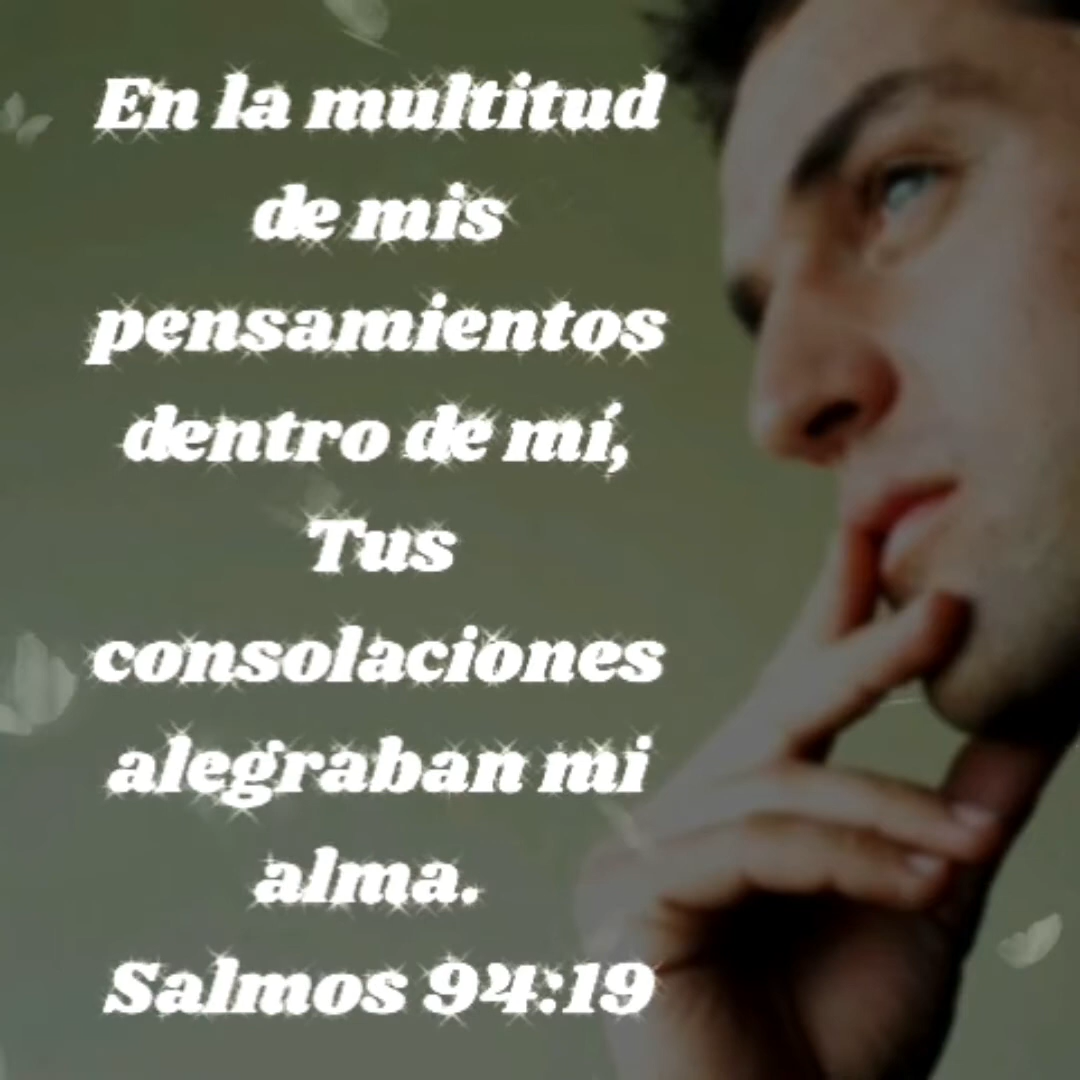 En la multitud
de mis
pensamientos
dentro de mí,
Tus
consolaciones
alegraban mi
alma.
Salmos 94:19